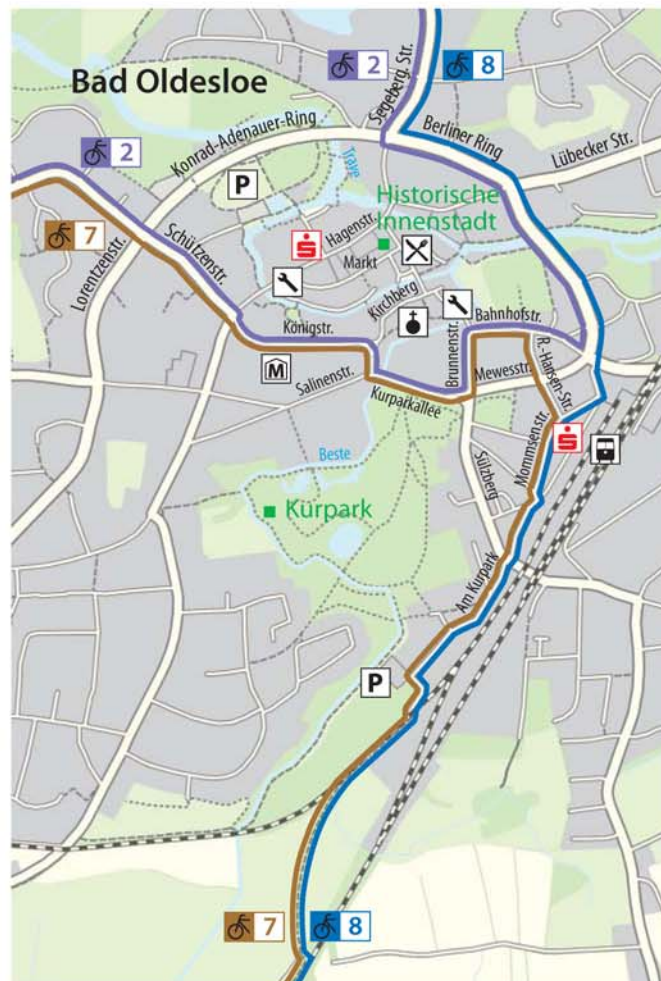 2
8
Bad Oldesloe
Segeberg. Str.
Berliner Ring
Konrad-Adenauer-Ring
Lübecker Str.
2
P
Trave
Historische
Innenstadt
7
Hagenstr.
S
Markt
Lorentzenstr.
Schützenstr.
Kirchberg
Königstr.
Bahnhofstr.
M
Brunnenstr.
R.-Hansen-Str.
Salinenstr.
Mewesstr.
Kurparkallee
Mommsenstr.
S
Beste
Sülzberg
Kurpark
Am Kurpark
P
7
8